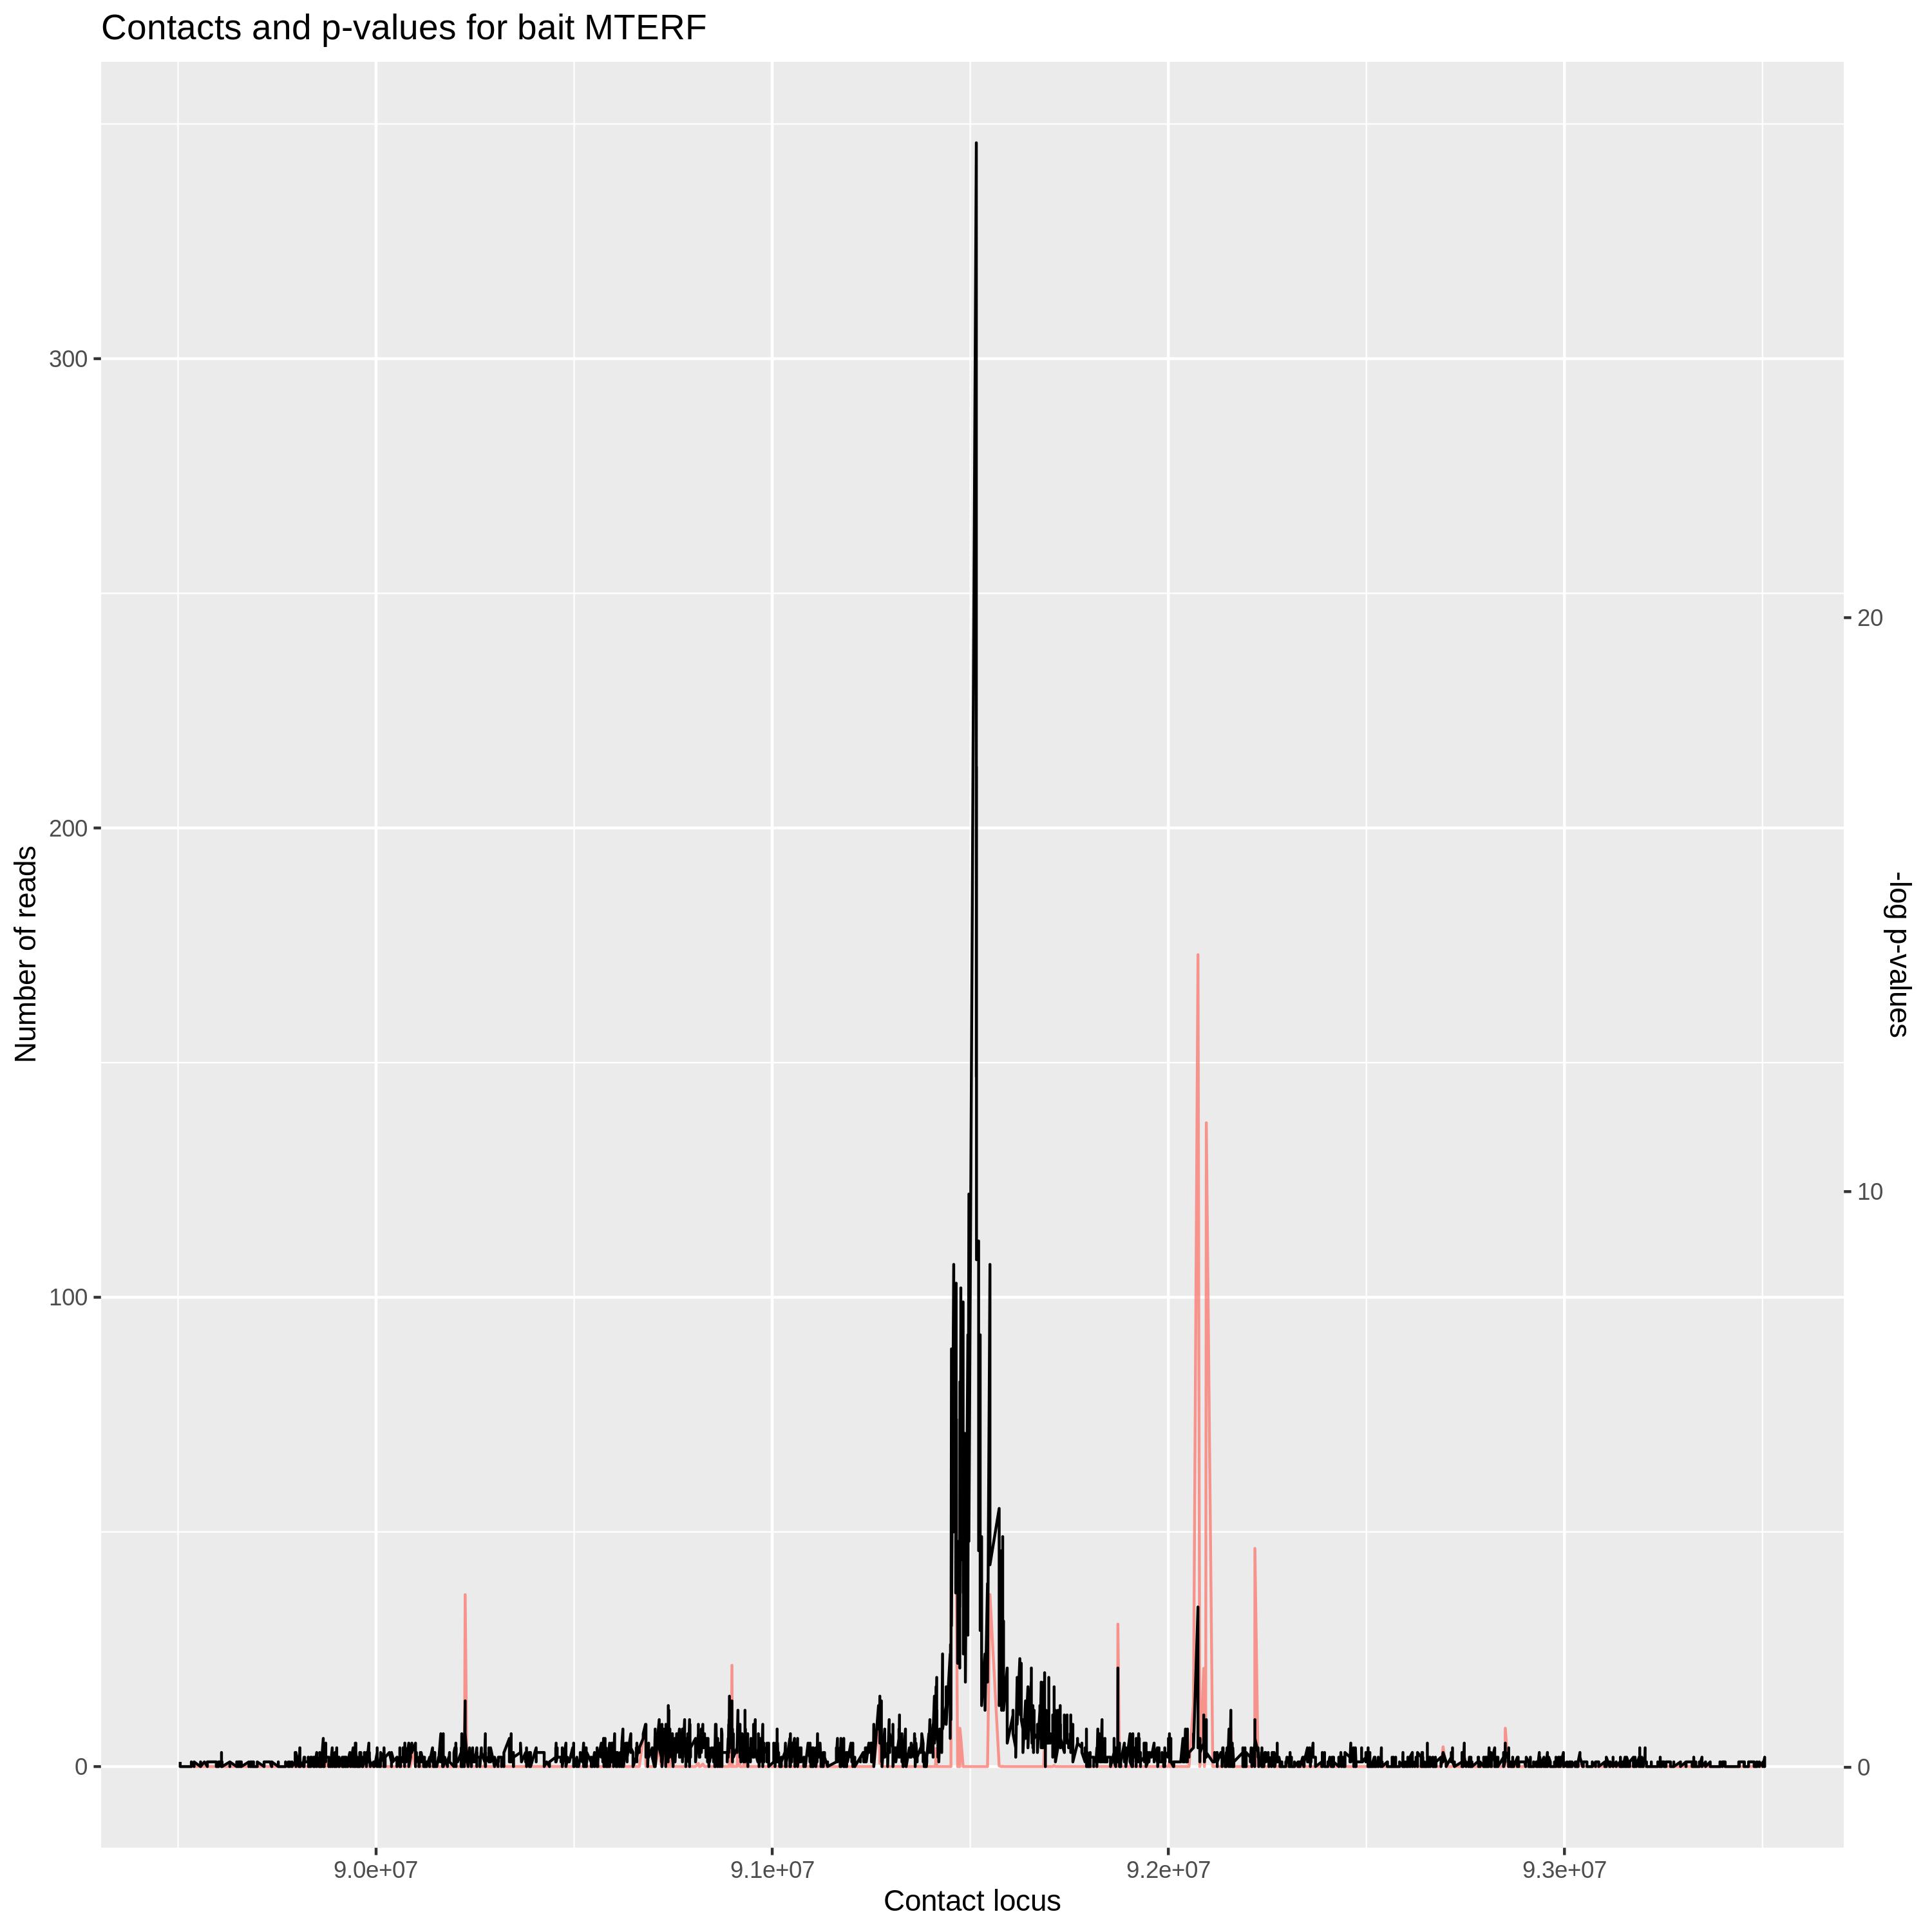 Contacts and p-values for bait MTERF
300
200
100
0
Number of reads
20
10
0
-log p-values
9.0e+07
9.1e+07
9.2e+07
9.3e+07
Contact locus